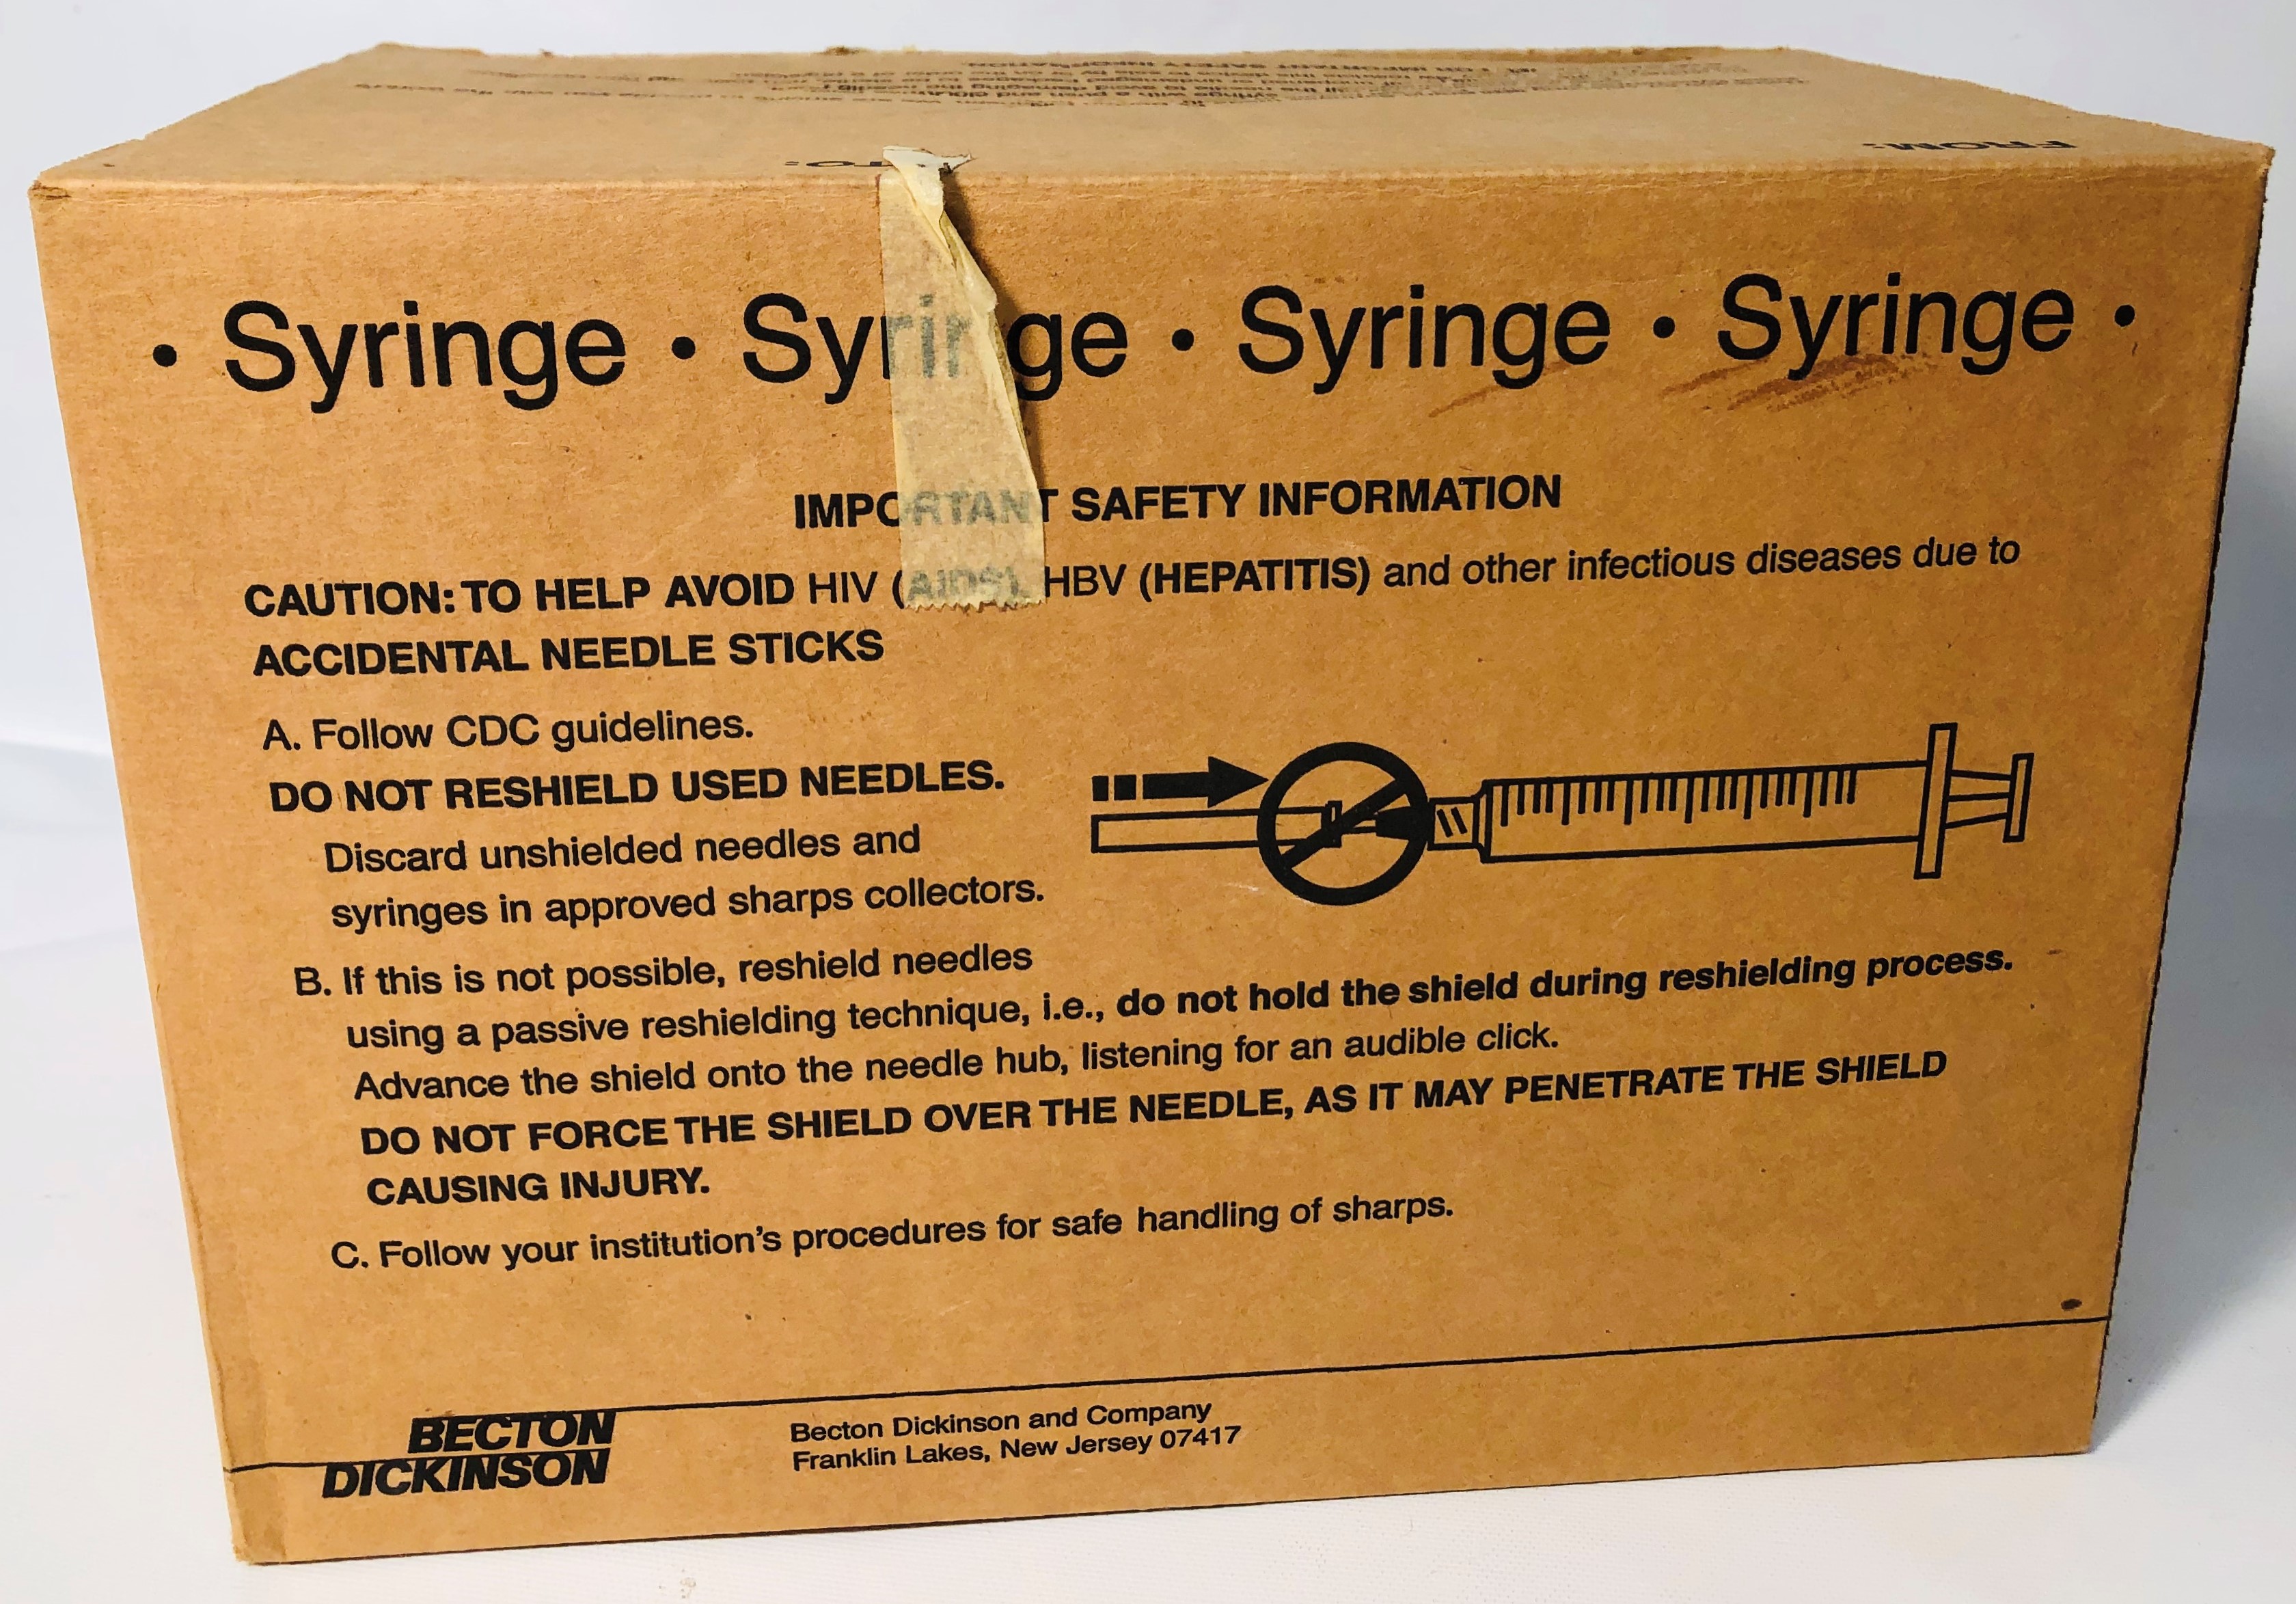 TO:
FROM:
• Syringe • Syringe • Syringe • Syringe •
IMPORTANT SAFETY INFORMATION
CAUTION: TO HELP AVOID HIV (AIDS), HBV (HEPATITIS) and other infectious diseases due to
ACCIDENTAL NEEDLE STICKS
A. Follow CDC guidelines.
DO NOT RESHIELD USED NEEDLES.
Discard unshielded needles and
syringes in approved sharps collectors.
B. If this is not possible, reshield needles
using a passive reshielding technique, i.e., do not hold the shield during reshielding process.
Advance the shield onto the needle hub, listening for an audible click.
DO NOT FORCE THE SHIELD OVER THE NEEDLE, AS IT MAY PENETRATE THE SHIELD
CAUSING INJURY.
C. Follow your institution's procedures for safe handling of sharps.
BECTON
DICKINSON
Becton Dickinson and Company
Franklin Lakes, New Jersey 07417